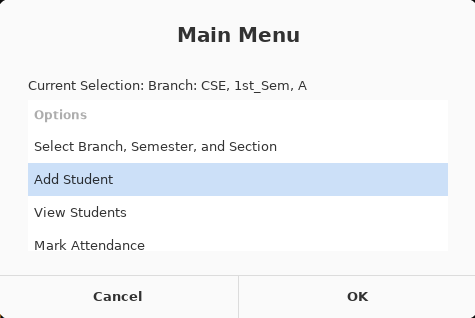 Main Menu
Current Selection: Branch: CSE, 1st_Sem, A
Options
Select Branch, Semester, and Section
Add Student
View Students
Mark Attendance
Cancel
OK